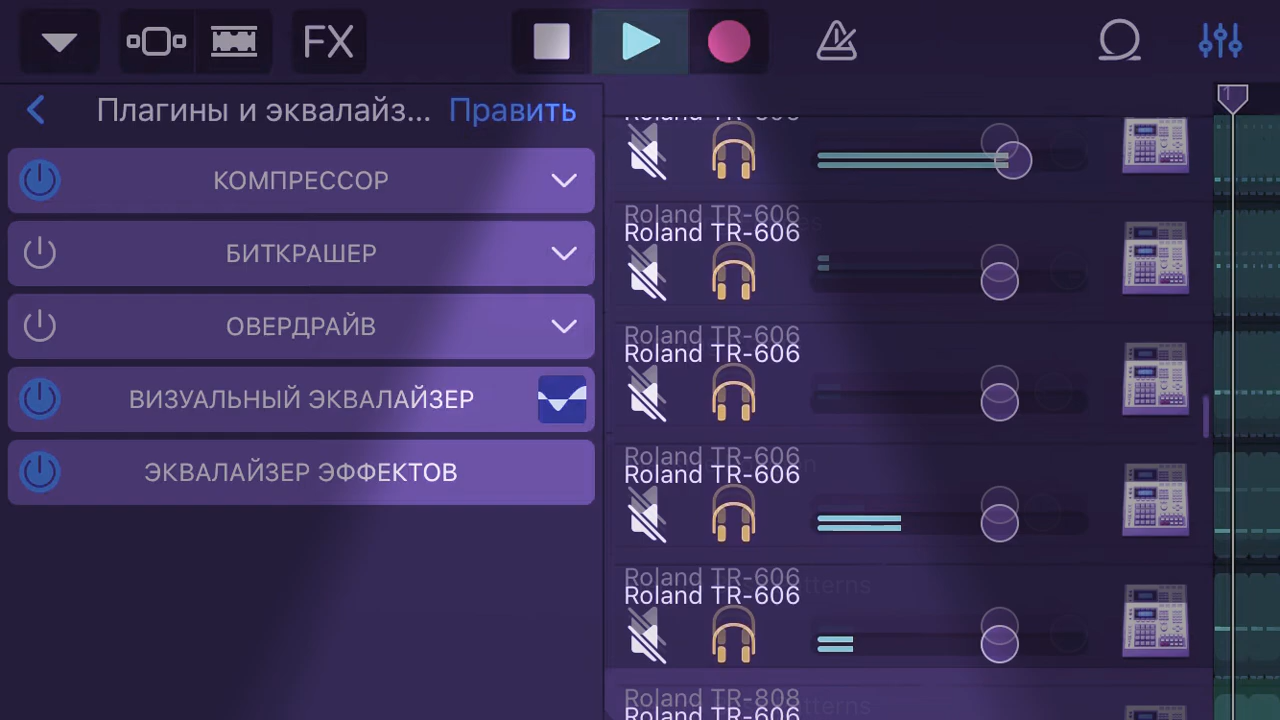 FX
Плагины и эквалайз... Править
1
КОМПРЕССОР
БИТКРАШЕР
ОВЕРДРАЙВ
ВИЗУАЛЬНЫЙ ЭКВАЛАЙЗЕР
ЭКВАЛАЙЗЕР ЭФФЕКТОВ
Roland TR-606
Roland TR-606
Roland TR-606
Roland TR-606
Roland TR-606
Roland TR-606
Roland TR-606
Roland TR-606
Roland TR-606
Roland TR-808
Roland TR-606